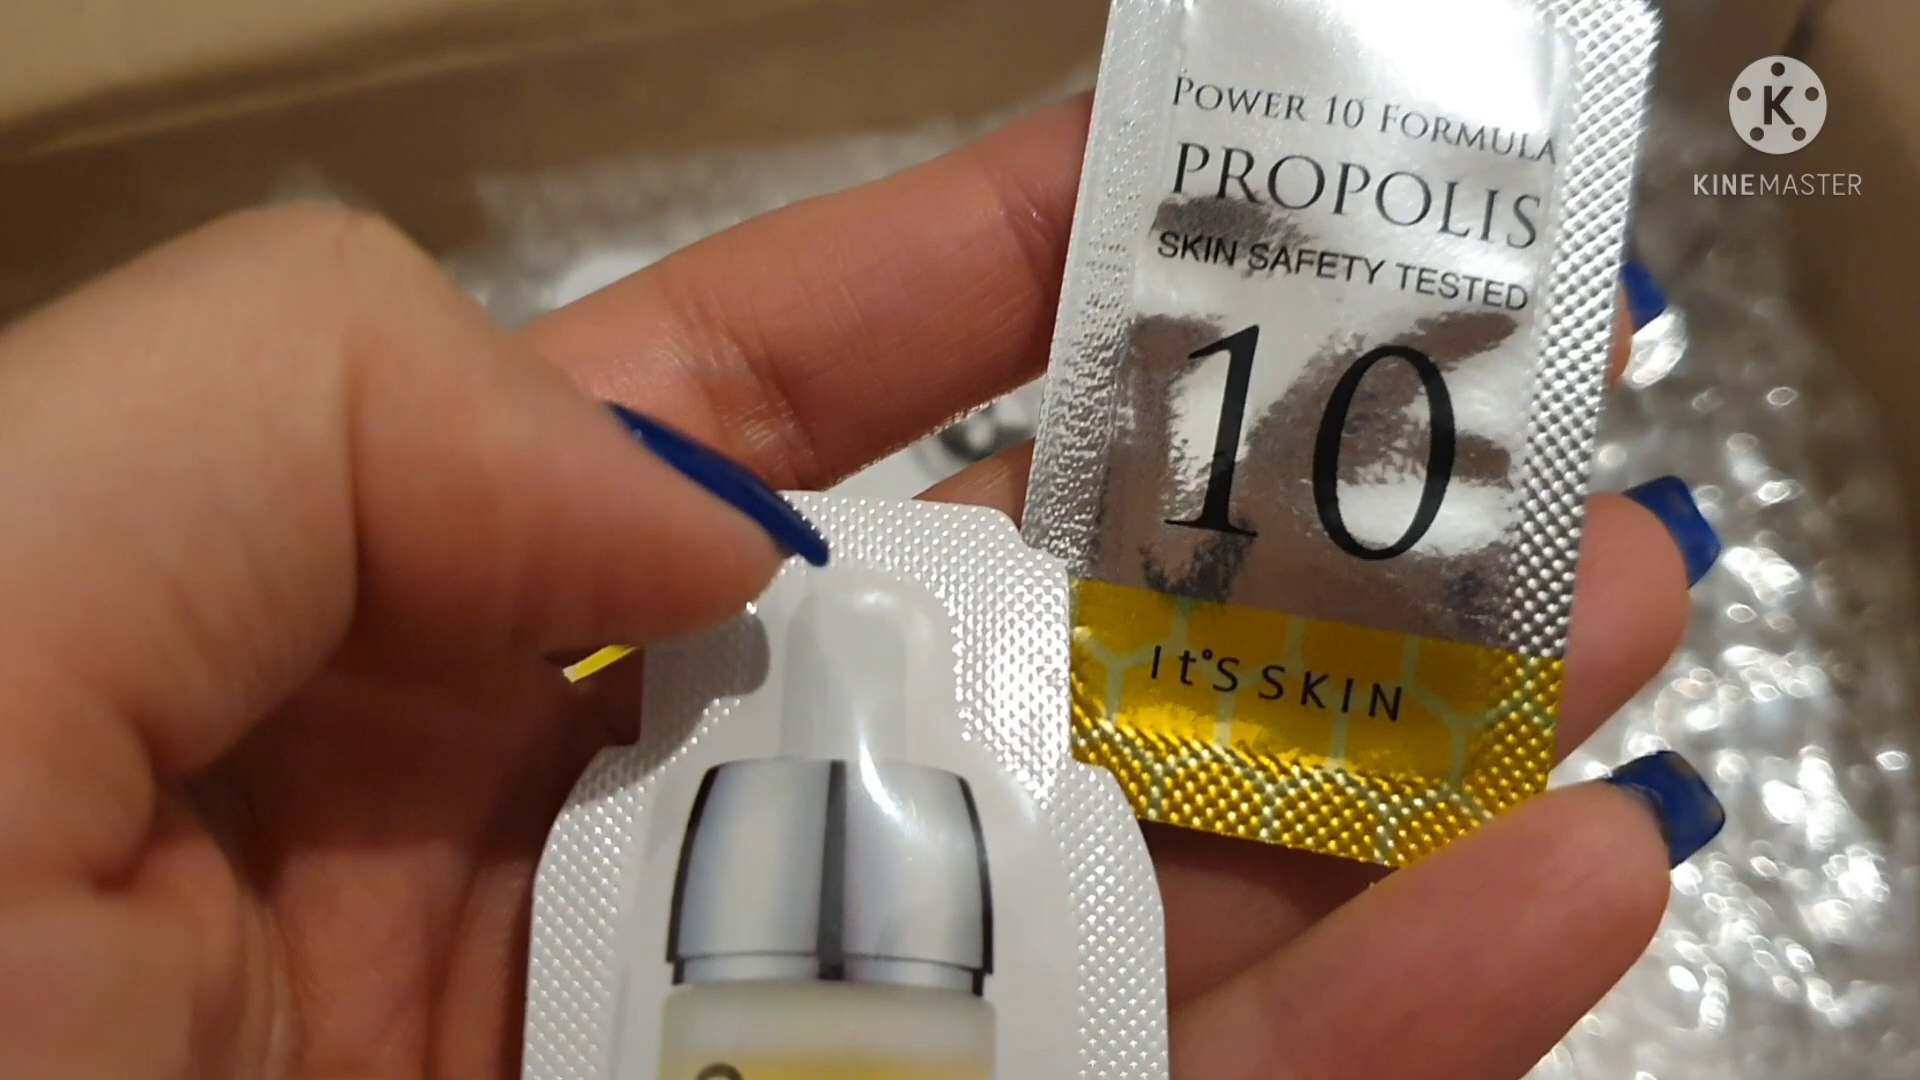 POWER 10 FORMULA
PROPOLIS
SKIN SAFETY TESTED
10
It'S SKIN
K
KINEMASTER